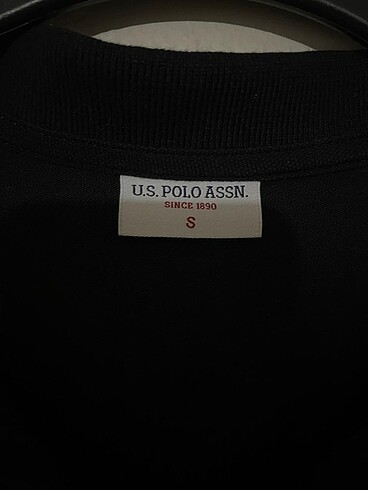 U.S. POLO ASSN.
SINCE 1890
S